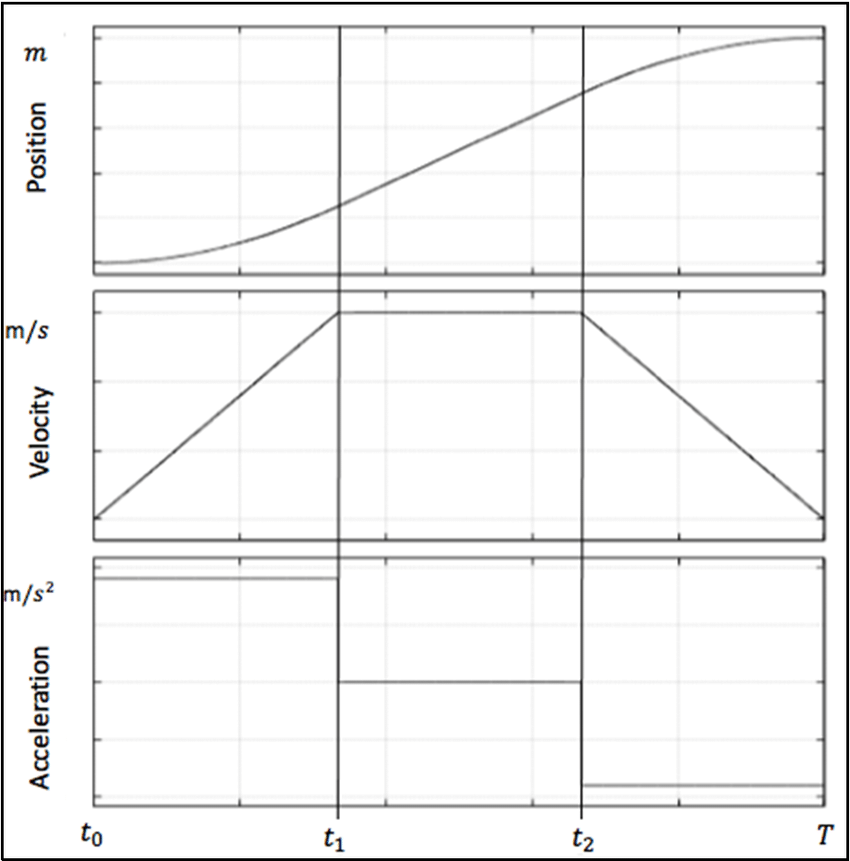 m
Position
m/s
Velocity
m/s²
Acceleration
t₀ t₁ t₂ T